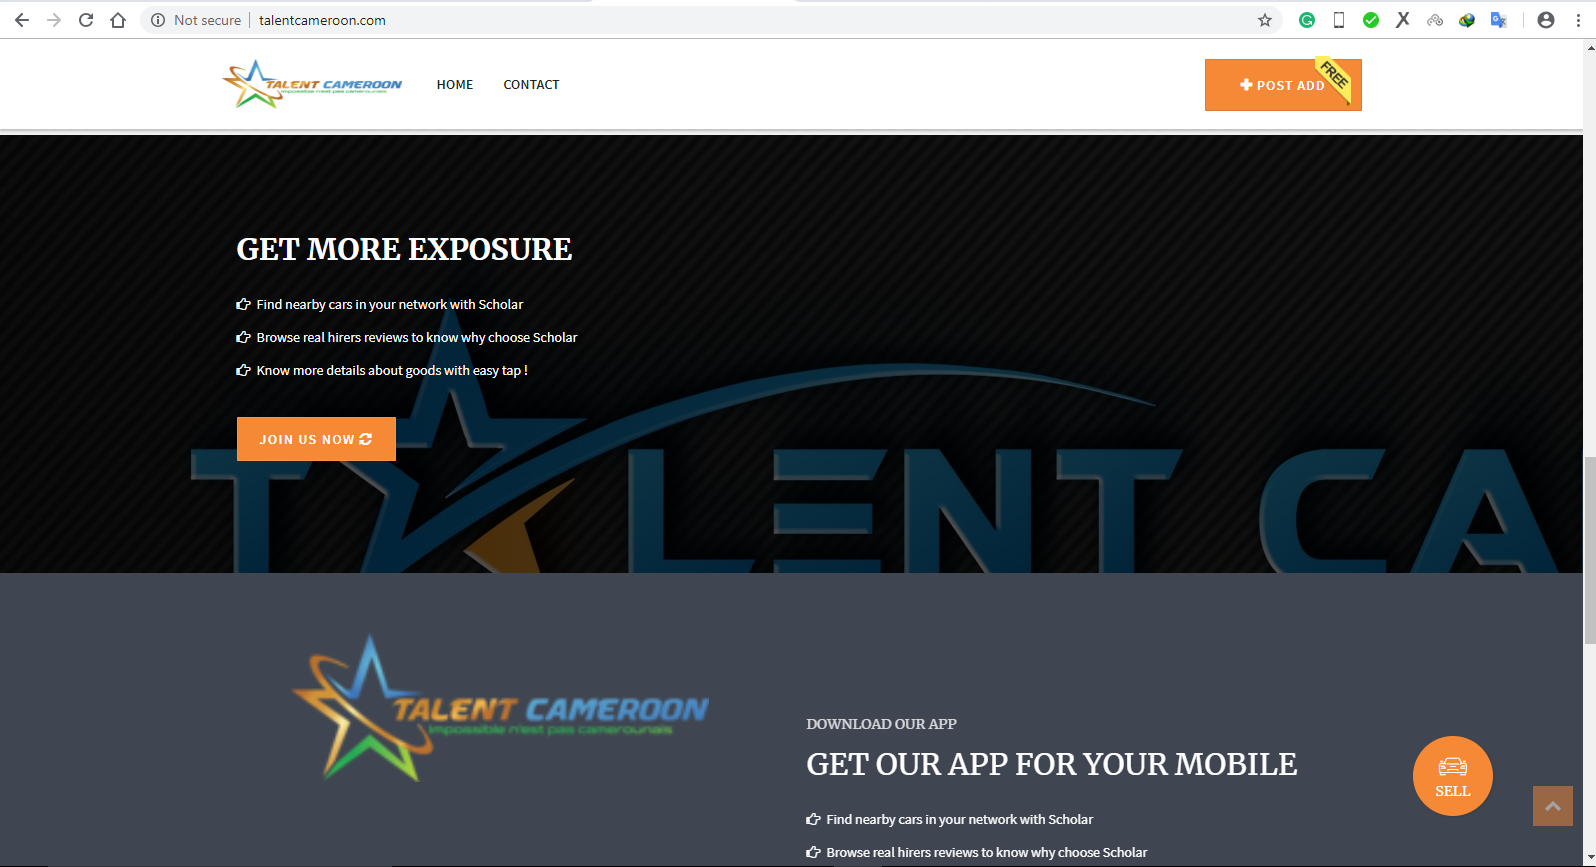 Not secure talentcameroon.com
TALENT CAMEROON
Impossible n'est pas camerounais
HOME CONTACT
POST ADD
FREE
GET MORE EXPOSURE
Find nearby cars in your network with Scholar
Browse real hirers reviews to know why choose Scholar
Know more details about goods with easy tap !
JOIN US NOW
TALENT CA
TALENT CAMEROON
Impossible n'est pas camerounais
DOWNLOAD OUR APP
GET OUR APP FOR YOUR MOBILE
Find nearby cars in your network with Scholar
Browse real hirers reviews to know why choose Scholar
SELL